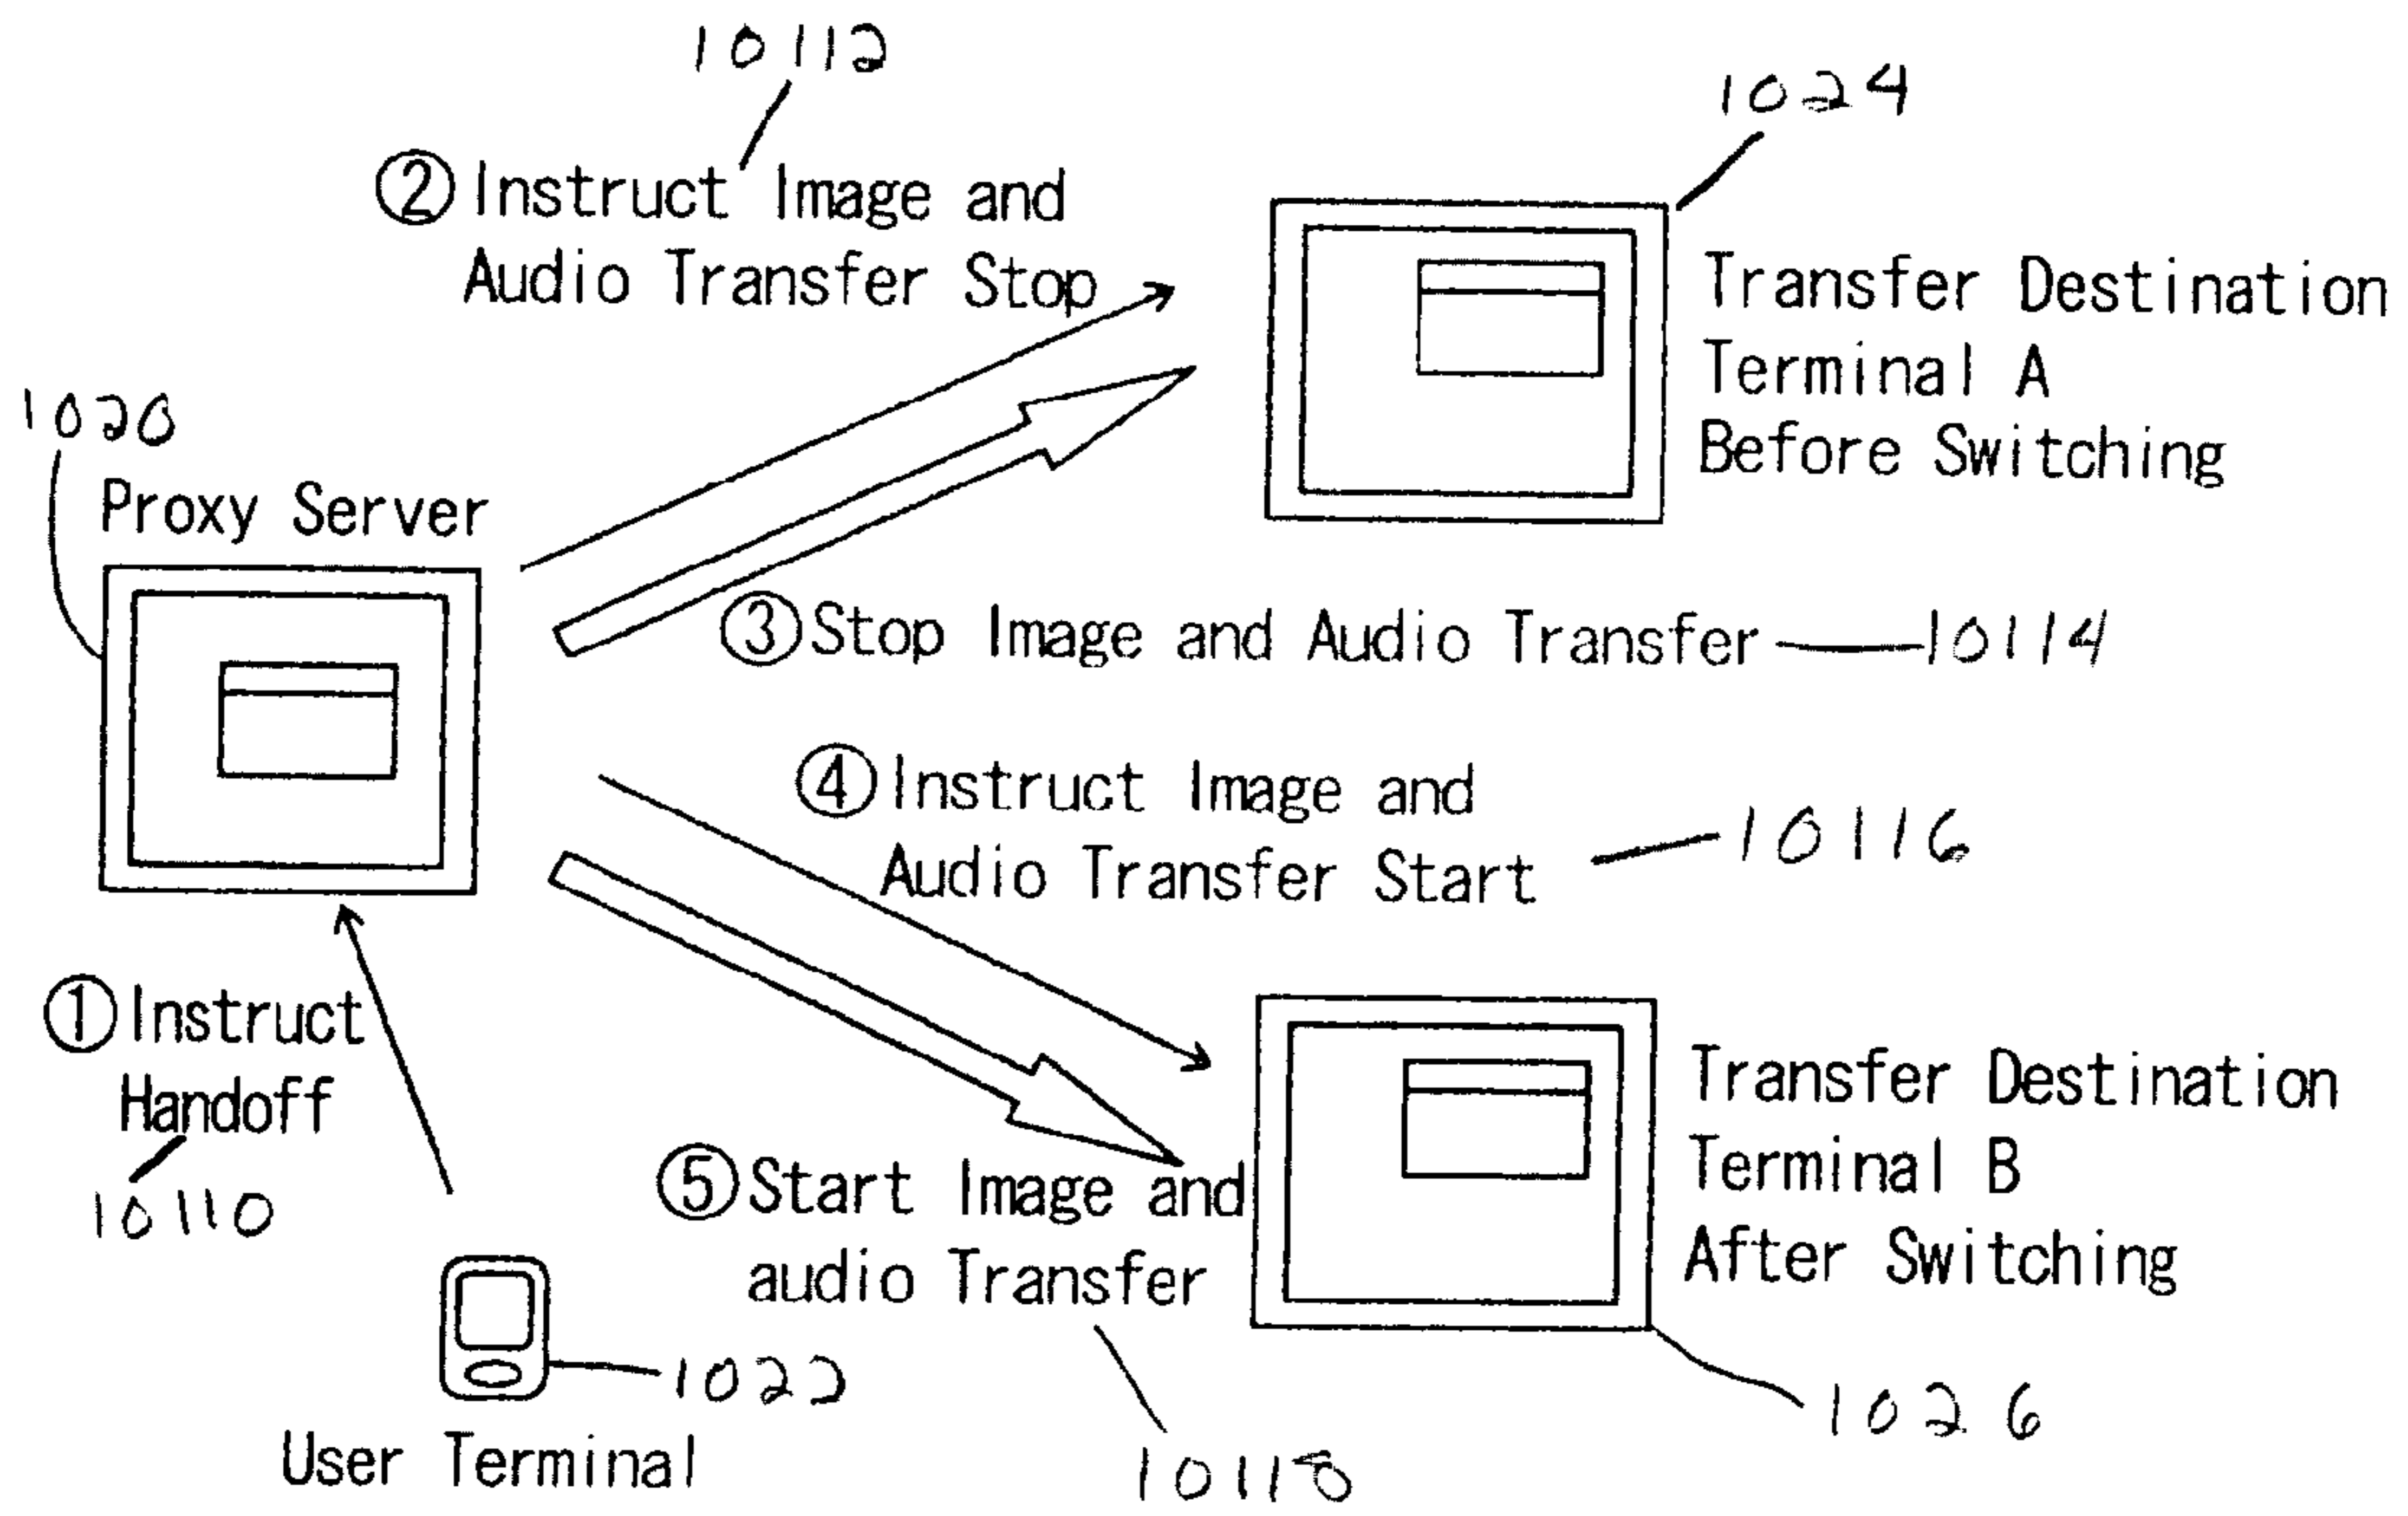 10112
② Instruct Image and
Audio Transfer Stop
1024
Transfer Destination
Terminal A
Before Switching
1020
Proxy Server
③ Stop Image and Audio Transfer
10114
④ Instruct Image and
Audio Transfer Start
10116
① Instruct
Handoff
10110
⑤ Start Image and
audio Transfer
10118
Transfer Destination
Terminal B
After Switching
1026
1022
User Terminal